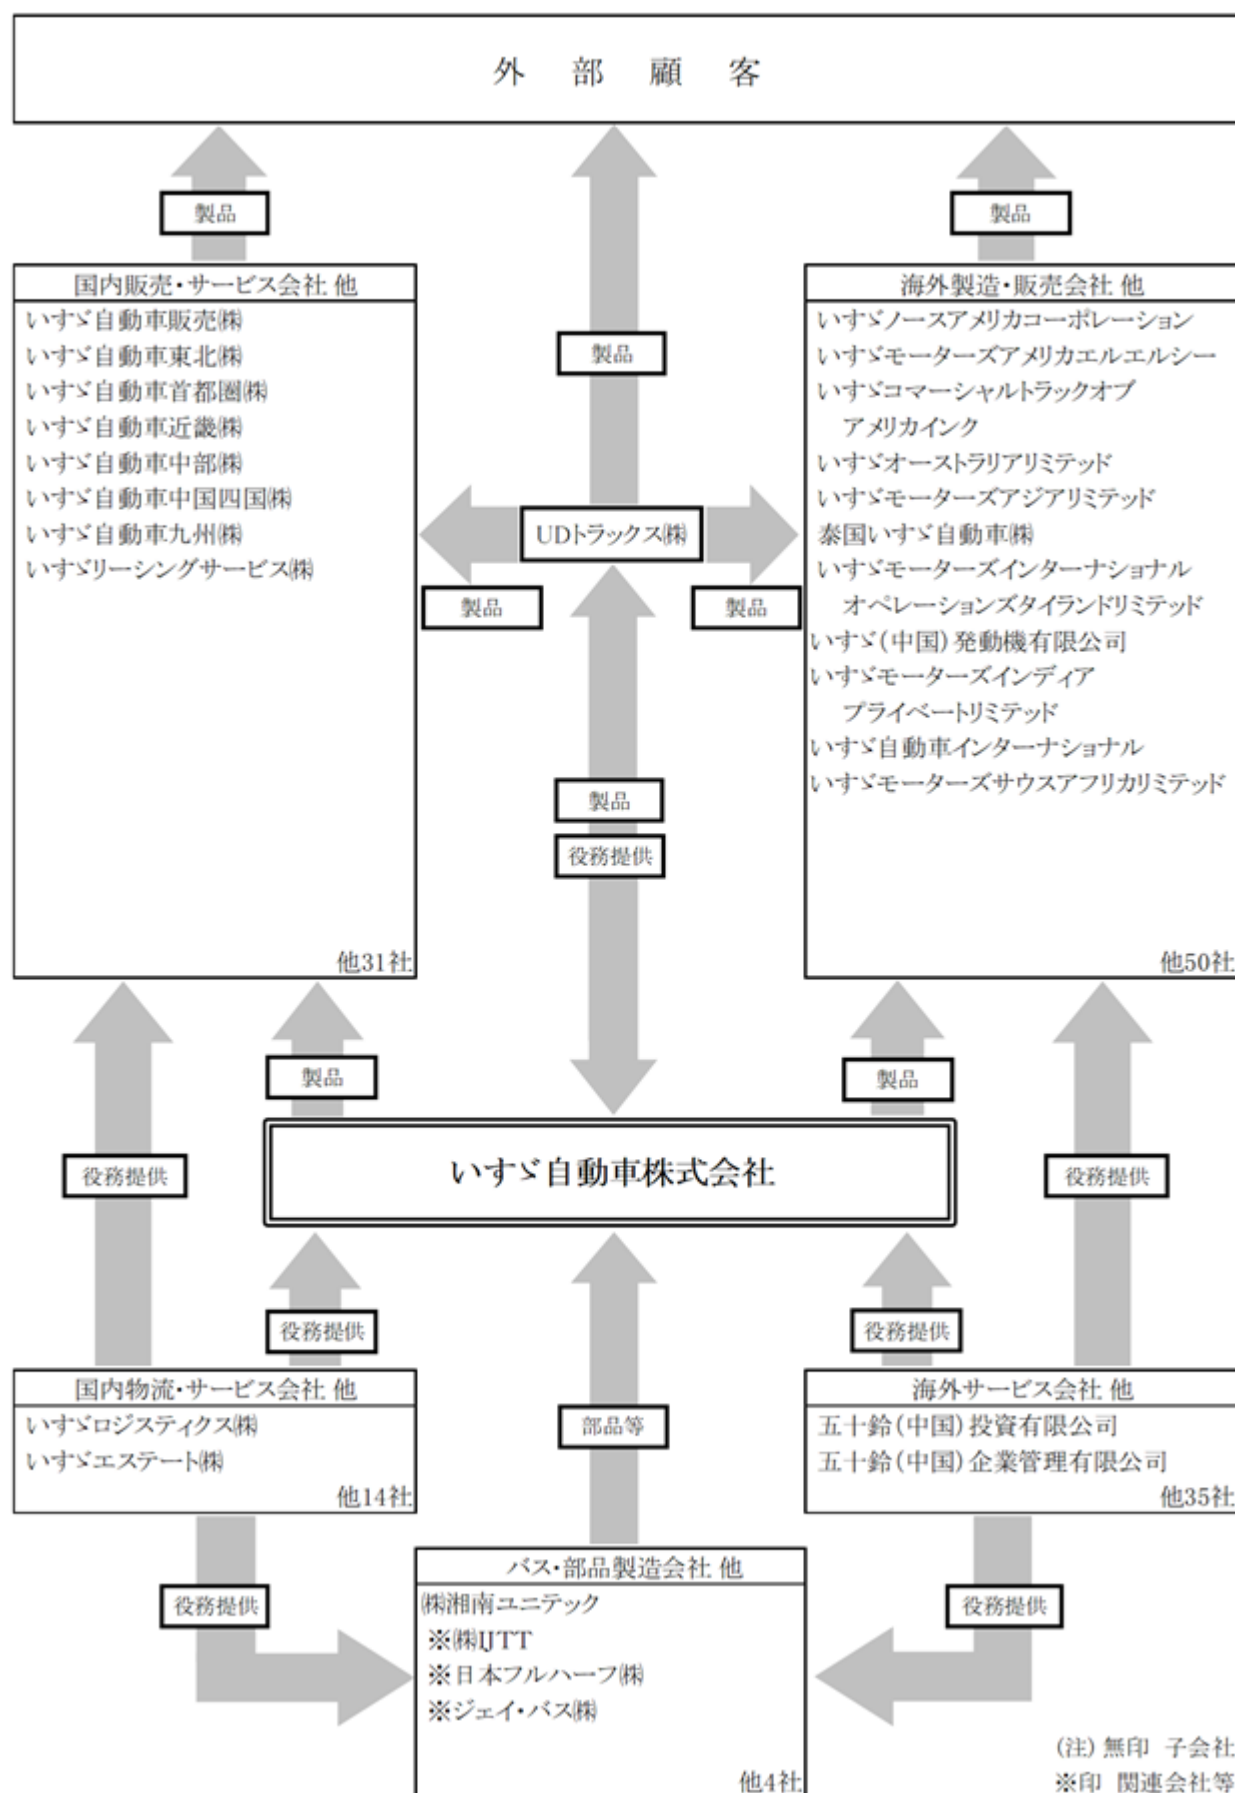 外部顧客
製品
製品
国内販売・サービス会社 他
いすゞ自動車販売㈱
いすゞ自動車東北㈱
いすゞ自動車首都圏㈱
いすゞ自動車近畿㈱
いすゞ自動車中部㈱
いすゞ自動車中国四国㈱
いすゞ自動車九州㈱
いすゞリーシングサービス㈱
他31社
製品
UDトラックス㈱
製品
製品
製品
役務提供
海外製造・販売会社 他
いすゞノースアメリカコーポレーション
いすゞモーターズアメリカエルエルシー
いすゞコマーシャルトラックオブ
アメリカインク
いすゞオーストラリアリミテッド
いすゞモーターズアジアリミテッド
泰国いすゞ自動車㈱
いすゞモーターズインターナショナル
オペレーションズタイランドリミテッド
いすゞ(中国)発動機有限公司
いすゞモーターズインディア
プライベートリミテッド
いすゞ自動車インターナショナル
いすゞモーターズサウスアフリカリミテッド
他50社
製品
製品
役務提供
いすゞ自動車株式会社
役務提供
役務提供
役務提供
国内物流・サービス会社 他
いすゞロジスティクス㈱
いすゞエステート㈱
他14社
部品等
海外サービス会社 他
五十鈴(中国)投資有限公司
五十鈴(中国)企業管理有限公司
他35社
役務提供
役務提供
バス・部品製造会社 他
㈱湘南ユニテック
※㈱IJTT
※日本フルハーフ㈱
※ジェイ・バス㈱
他4社
(注) 無印 子会社
※印 関連会社等